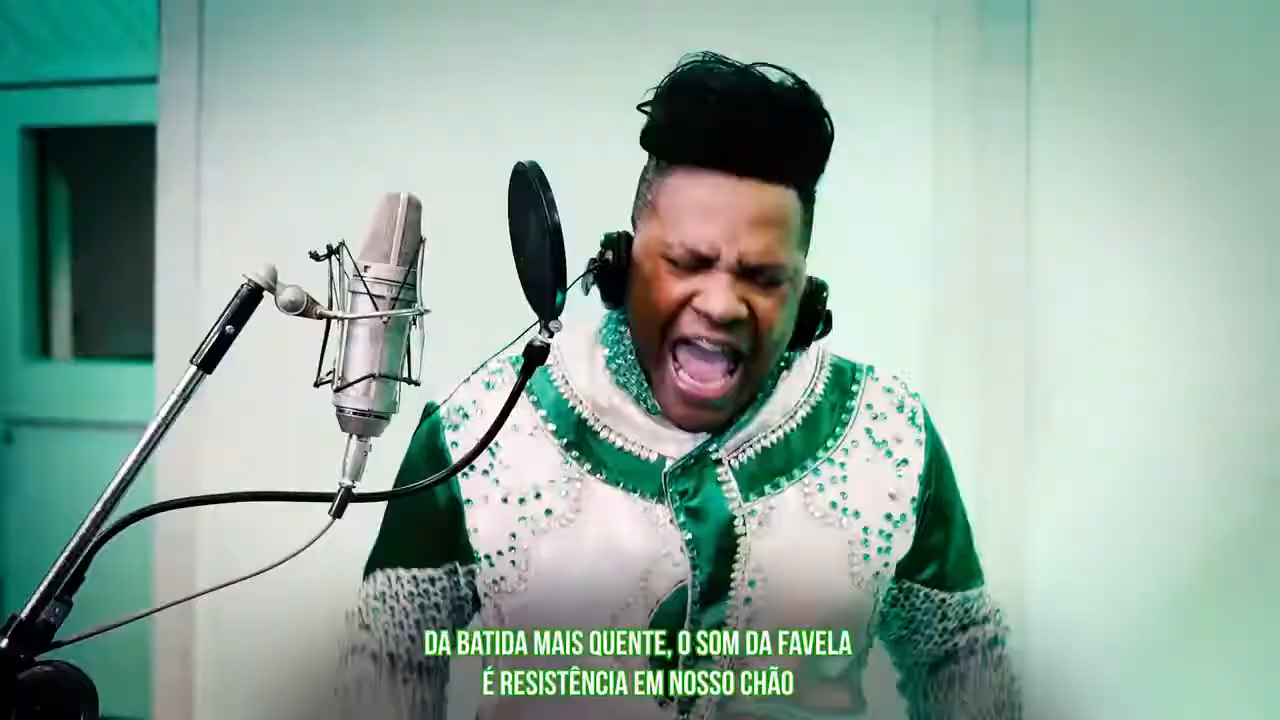 DA BATIDA MAIS QUENTE, O SOM DA FAVELA
É RESISTÊNCIA EM NOSSO CHÃO